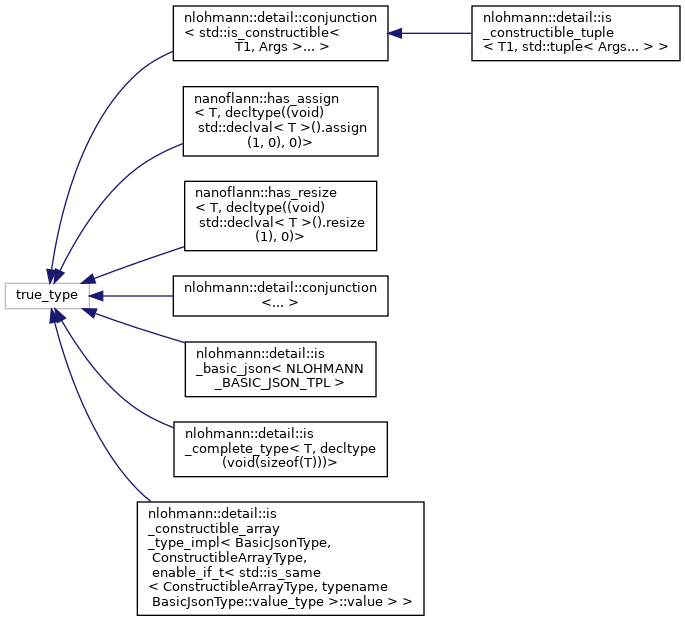 nlohmann::detail::conjunction
< std::is_constructible<
T1, Args >... >
nlohmann::detail::is
_constructible_tuple
< T1, std::tuple< Args... > >
nanoflann::has_assign
< T, decltype((void)
std::declval< T >().assign
(1, 0), 0)>
nanoflann::has_resize
< T, decltype((void)
std::declval< T >().resize
(1), 0)>
true_type
nlohmann::detail::conjunction
<... >
nlohmann::detail::is
_basic_json< NLOHMANN
_BASIC_JSON_TPL >
nlohmann::detail::is
_complete_type< T, decltype
(void(sizeof(T)))>
nlohmann::detail::is
_constructible_array
_type_impl< BasicJsonType,
ConstructibleArrayType,
enable_if_t< std::is_same
< ConstructibleArrayType, typename
BasicJsonType::value_type >::value > >